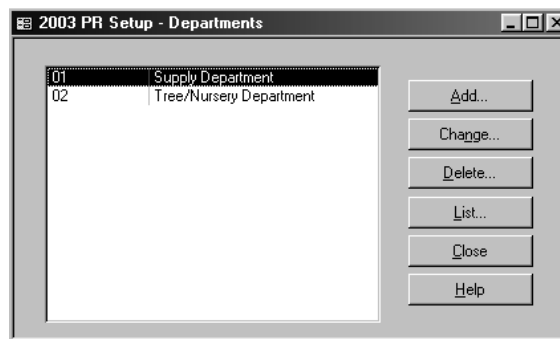 2003 PR Setup - Departments
01 Supply Department
02 Tree/Nursery Department
Add...
Change...
Delete...
List...
Close
Help